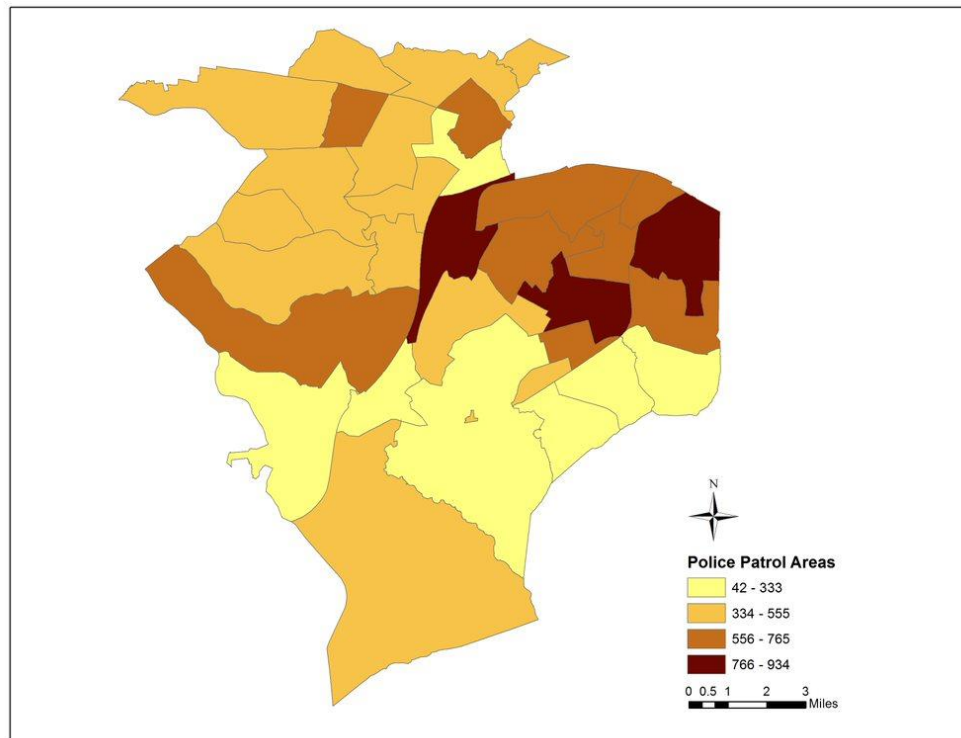 N
Police Patrol Areas
42 - 333
334 - 555
556 - 765
766 - 934
0 0.5 1 2 3
Miles